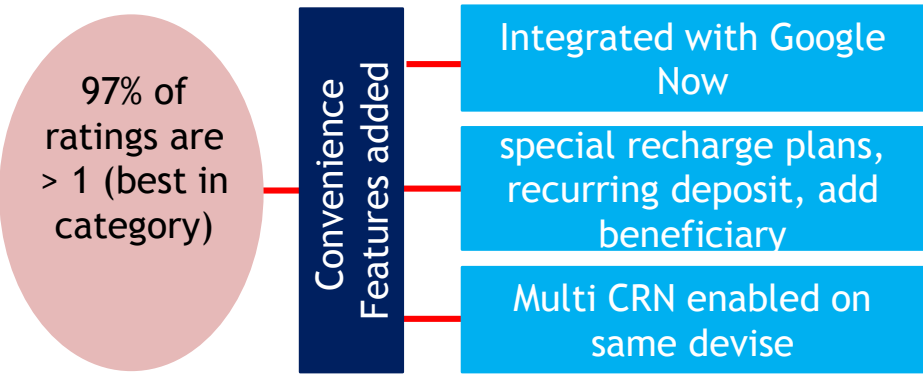 97% of
ratings are
> 1 (best in
category)
Convenience
Features added
Integrated with Google
Now
special recharge plans,
recurring deposit, add
beneficiary
Multi CRN enabled on
same devise